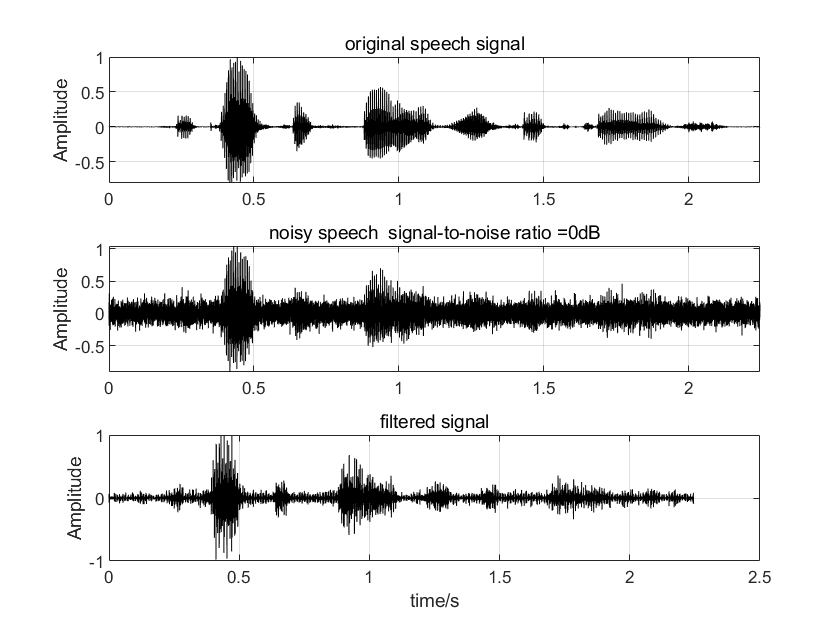 original speech signal
1
0.5
0
-0.5
Amplitude
0 0.5 1 1.5 2
noisy speech  signal-to-noise ratio =0dB
1
0.5
0
-0.5
Amplitude
0 0.5 1 1.5 2
filtered signal
1
0
-1
Amplitude
0 0.5 1 1.5 2 2.5
time/s